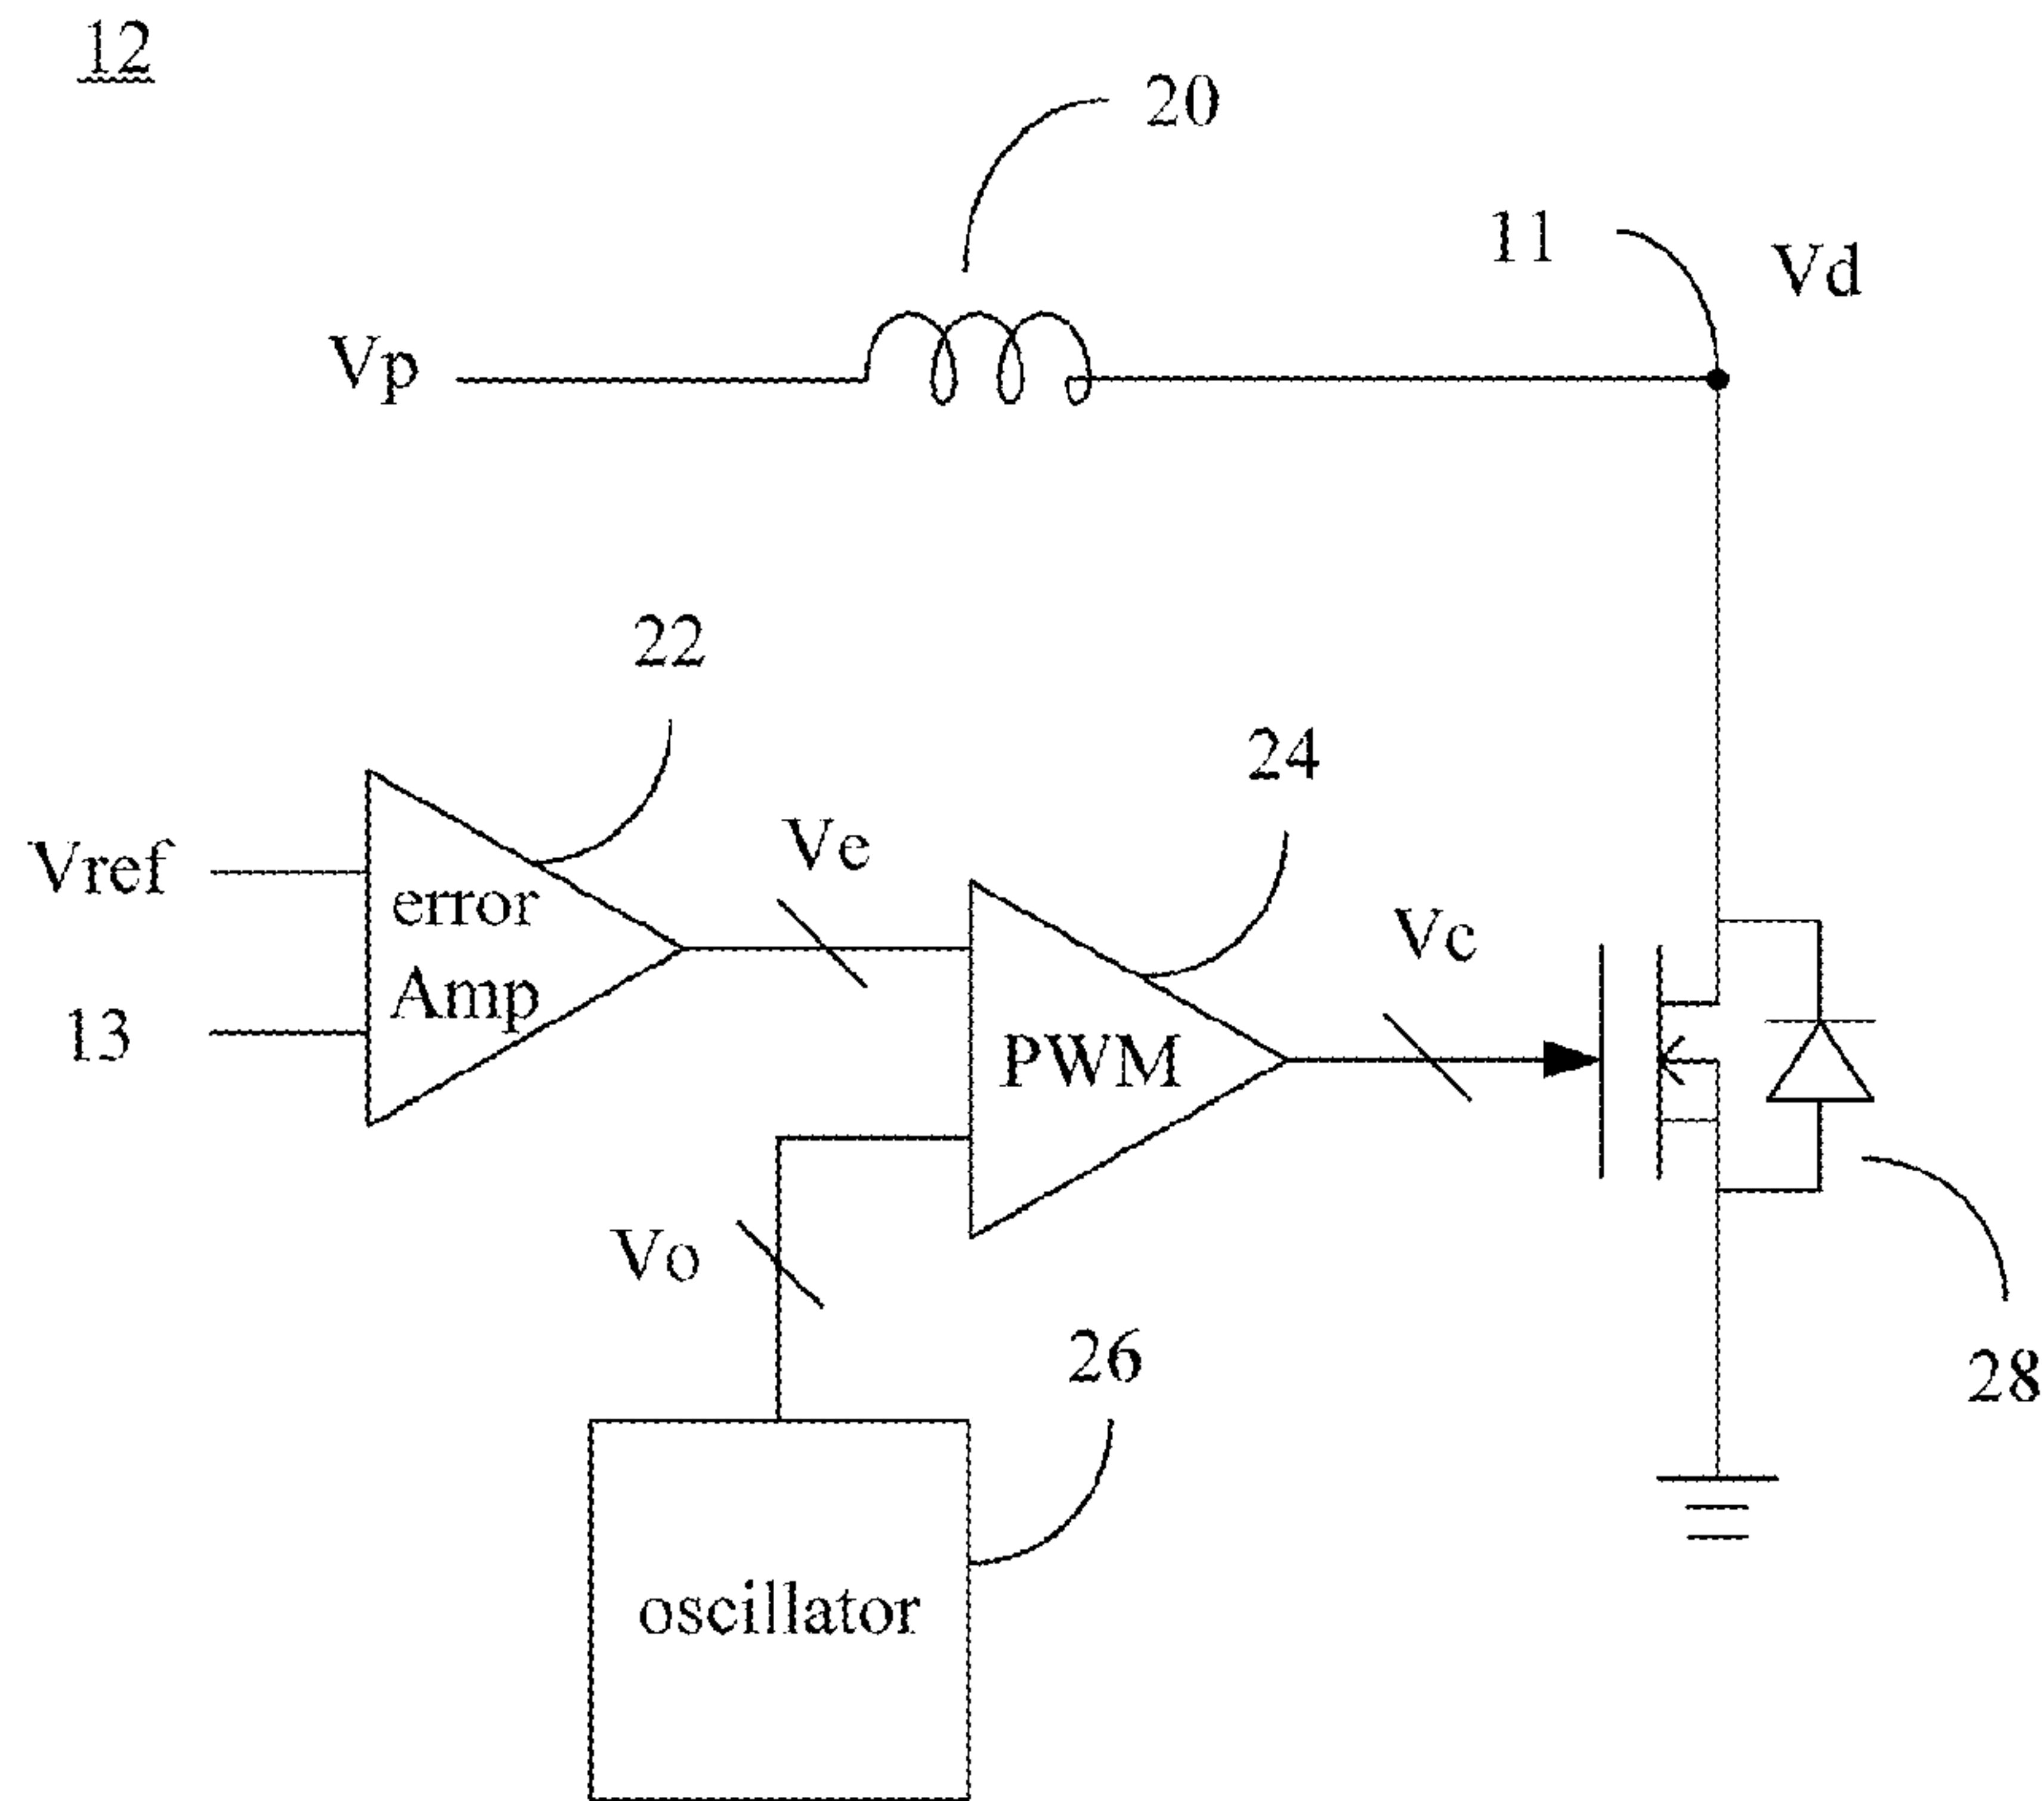 12
20
11
Vd
Vp
22
24
Vref
error
Amp
Ve
Vc
13
PWM
Vo
26
28
oscillator